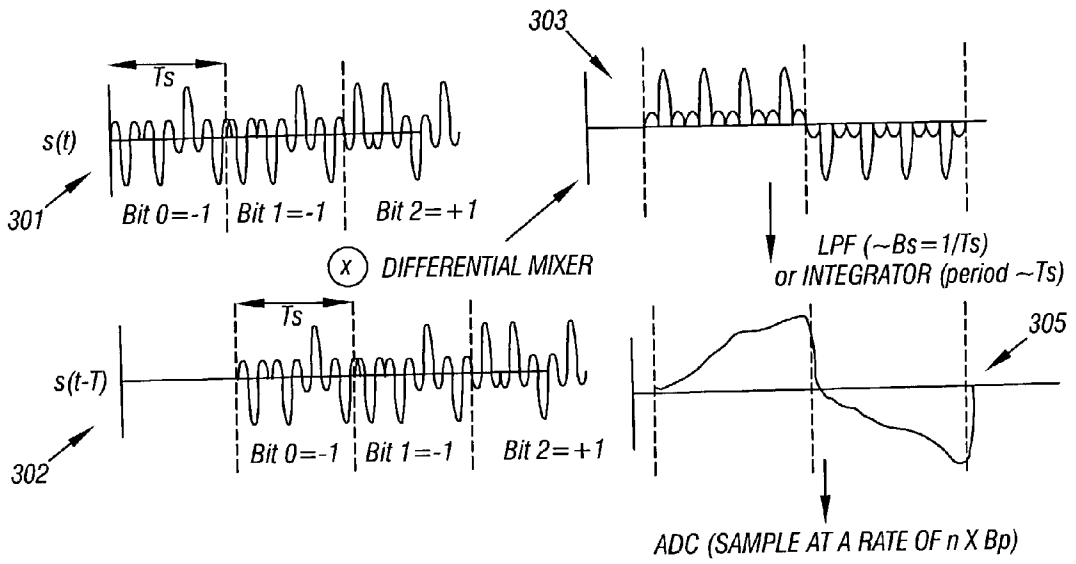 303
Ts
s(t)
301
Bit 0=-1 Bit 1=-1 Bit 2=+1
X DIFFERENTIAL MIXER
LPF (~Bs=1/Ts)
or INTEGRATOR (period ~Ts)
Ts
305
s(t-T)
302
Bit 0=-1 Bit 1=-1 Bit 2=+1
ADC (SAMPLE AT A RATE OF n X Bp)